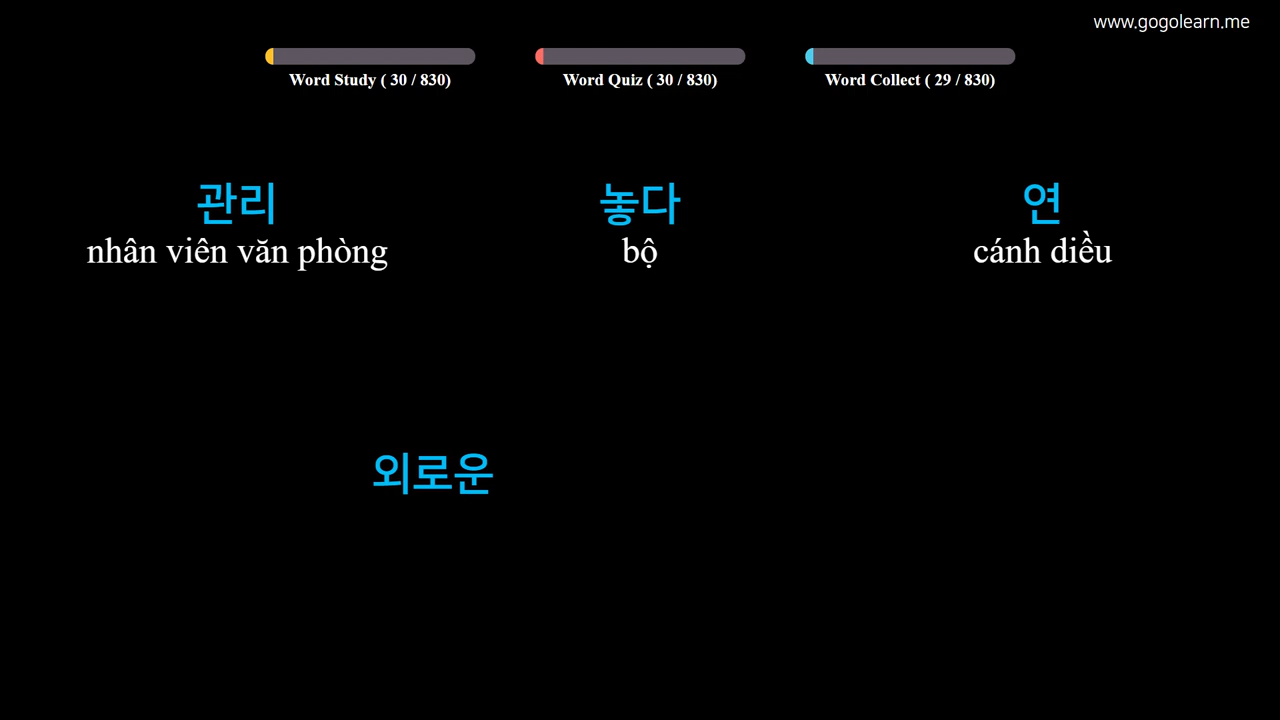 www.gogolearn.me
Word Study ( 30 / 830)
Word Quiz ( 30 / 830)
Word Collect ( 29 / 830)
관리
놓다
연
nhân viên văn phòng
bộ
cánh diều
외로운